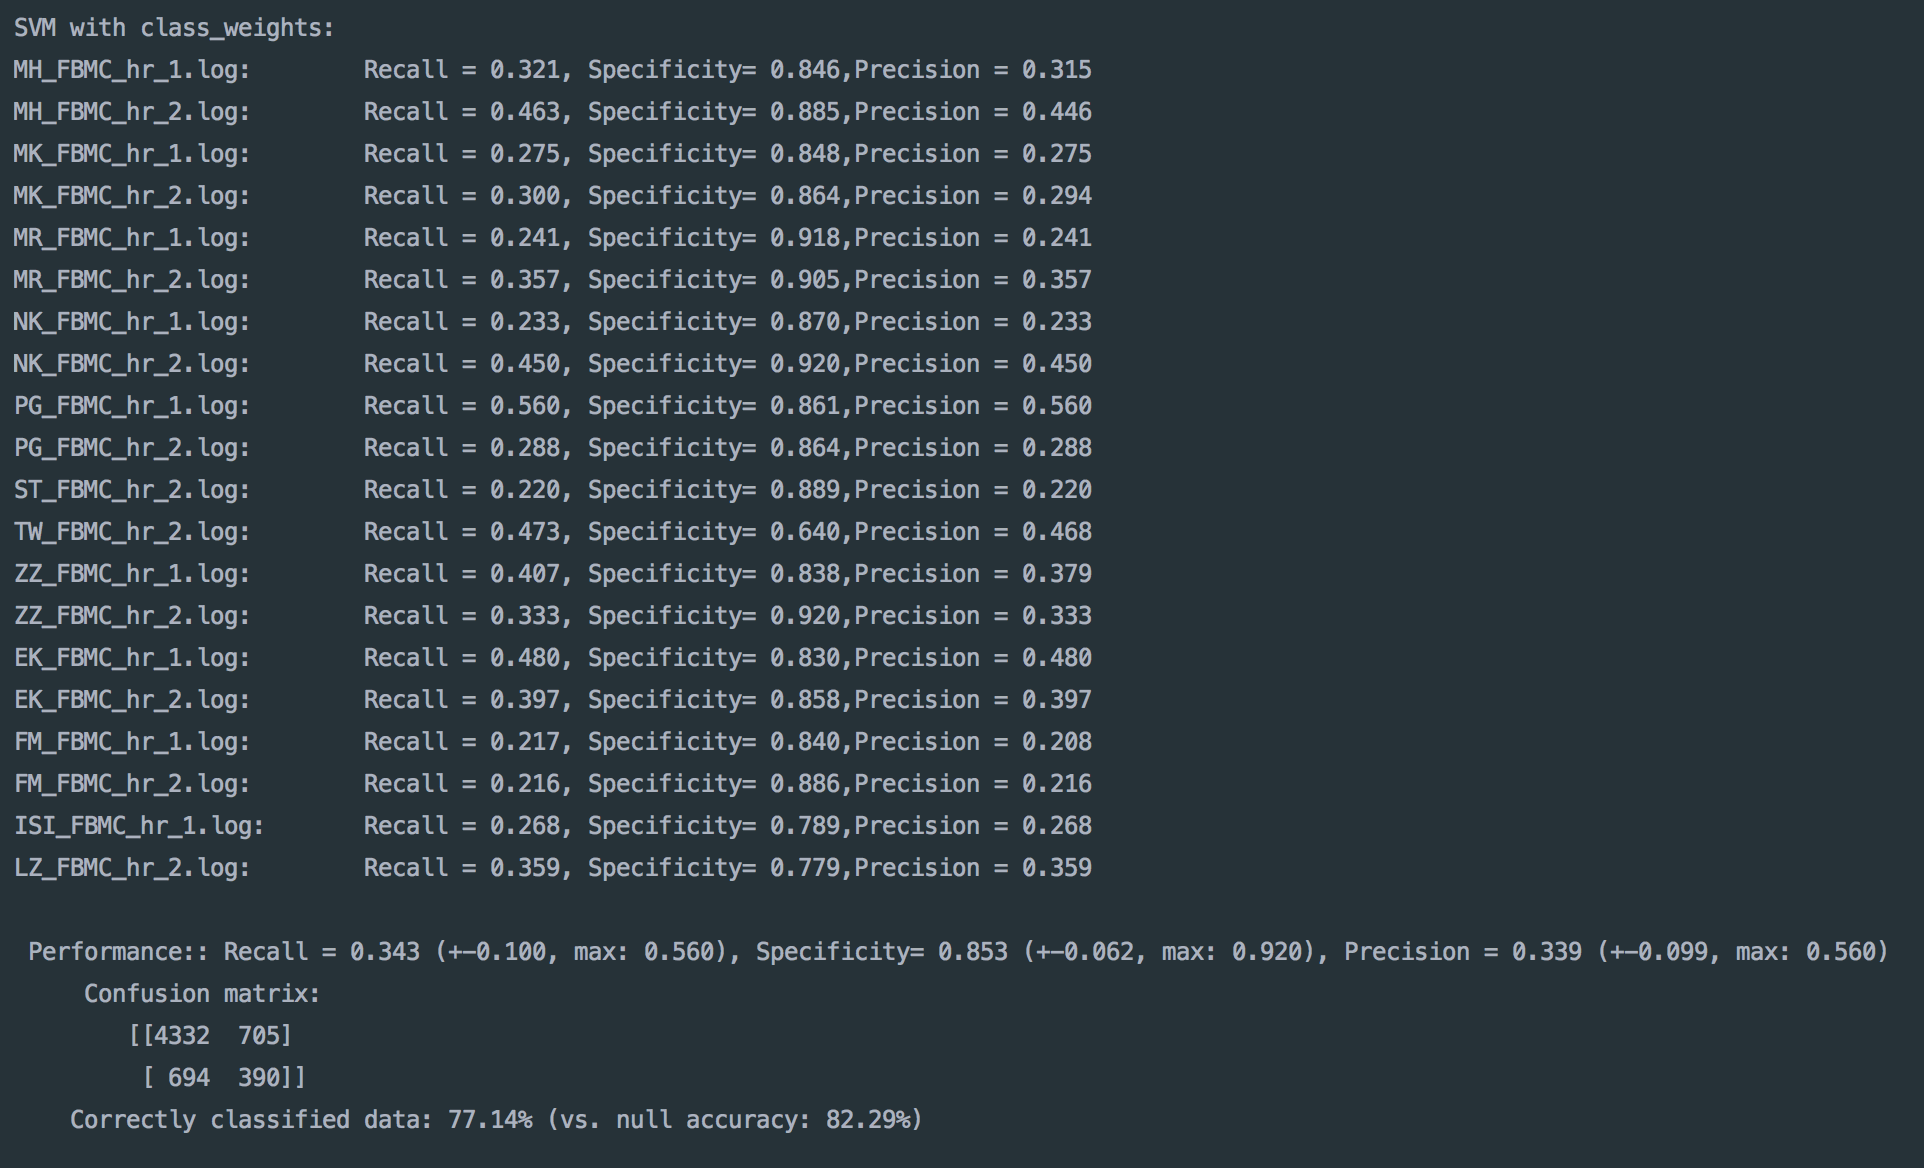 SVM with class_weights:
MH_FBMC_hr_1.log: Recall = 0.321, Specificity= 0.846,Precision = 0.315
MH_FBMC_hr_2.log: Recall = 0.463, Specificity= 0.885,Precision = 0.446
MK_FBMC_hr_1.log: Recall = 0.275, Specificity= 0.848,Precision = 0.275
MK_FBMC_hr_2.log: Recall = 0.300, Specificity= 0.864,Precision = 0.294
MR_FBMC_hr_1.log: Recall = 0.241, Specificity= 0.918,Precision = 0.241
MR_FBMC_hr_2.log: Recall = 0.357, Specificity= 0.905,Precision = 0.357
NK_FBMC_hr_1.log: Recall = 0.233, Specificity= 0.870,Precision = 0.233
NK_FBMC_hr_2.log: Recall = 0.450, Specificity= 0.920,Precision = 0.450
PG_FBMC_hr_1.log: Recall = 0.560, Specificity= 0.861,Precision = 0.560
PG_FBMC_hr_2.log: Recall = 0.288, Specificity= 0.864,Precision = 0.288
ST_FBMC_hr_2.log: Recall = 0.220, Specificity= 0.889,Precision = 0.220
TW_FBMC_hr_2.log: Recall = 0.473, Specificity= 0.640,Precision = 0.468
ZZ_FBMC_hr_1.log: Recall = 0.407, Specificity= 0.838,Precision = 0.379
ZZ_FBMC_hr_2.log: Recall = 0.333, Specificity= 0.920,Precision = 0.333
EK_FBMC_hr_1.log: Recall = 0.480, Specificity= 0.830,Precision = 0.480
EK_FBMC_hr_2.log: Recall = 0.397, Specificity= 0.858,Precision = 0.397
FM_FBMC_hr_1.log: Recall = 0.217, Specificity= 0.840,Precision = 0.208
FM_FBMC_hr_2.log: Recall = 0.216, Specificity= 0.886,Precision = 0.216
ISI_FBMC_hr_1.log: Recall = 0.268, Specificity= 0.789,Precision = 0.268
LZ_FBMC_hr_2.log: Recall = 0.359, Specificity= 0.779,Precision = 0.359
Performance:: Recall = 0.343 (+-0.100, max: 0.560), Specificity= 0.853 (+-0.062, max: 0.920), Precision = 0.339 (+-0.099, max: 0.560)
Confusion matrix:
[[4332 705]
[ 694 390]]
Correctly classified data: 77.14% (vs. null accuracy: 82.29%)